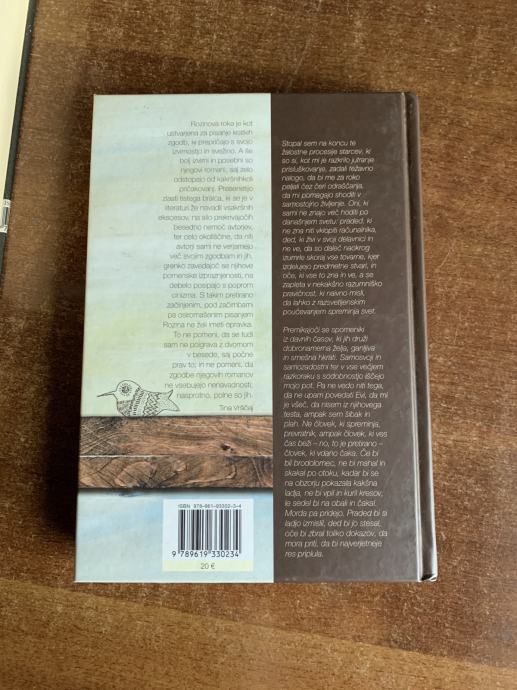 Rozinova roka je kot
ustvarjena za pisanje kratkih
zgodb, ki prepričajo s svojo
izvirnostjo in svežino. A še
bolj izvirni in posebni so
njegovi romani, saj zelo
odstopajo od kakršnihkoli
pričakovanj. Presenetijo
zlasti tistega bralca, ki se je v
literaturi že navadil vsakršnih
ekscesov, na silo prekrivajočih
besedno nemoč avtorjev,
ter celo okoliščine, da niti
avtorji sami ne verjamejo
več svojim zgodbam in jih,
grenko zavedajoč se njihove
pomenske izpraznjenosti, na
debelo posipajo s poprom
cinizma. S takim pretirano
začinjenim, pod začimbami
pa osiromašenim pisanjem
Rozina ne želi imeti opravka.
To ne pomeni, da se tudi
sam ne poigrava z dvomom
v besede, saj počne
prav to; in ne pomeni, da
zgodbe njegovih romanov
ne vsebujejo nenavadnosti;
nasprotno, polne so jih.
Tina Vrščaj
ISBN 978-961-93302-3-4
9 789619 330234
20 €
Stopal sem na koncu te
žalostne procesije starcev, ki
so si, kot mi je razkrilo jutranje
prisluškovanje, zadali težavno
nalogo, da bi me za roko
peljali čez čeri odraščanja,
da mi pomagajo shoditi v
samostojno življenje. Oni, ki
sami ne znajo več hoditi po
današnjem svetu: praded, ki
ne zna niti vklopiti računalnika,
ded, ki živi v svoji delavnici in
ne ve, da so daleč naokrog
izumrle skoraj vse tovarne, kjer
izdelujejo predmetne stvari, in
oče, ki vse to zna in ve, a se
zapleta v nekakšno razumniško
pravičnost, ki naivno misli,
da lahko z razsvetljenskim
poučevanjem spreminja svet.
Premikajoči se spomeniki
iz davnih časov, ki jih druži
dobronamerna želja, ganljiva
in smešna hkrati. Samosvoji in
samozadostni ter v vse večjem
razkoraku s sodobnostjo iščejo
mojo pot. Pa ne vedo niti tega,
da ne upam povedati Evi, da mi
je všeč, da nisem iz njihovega
testa, ampak sem šibak in
plah. Ne človek, ki spreminja,
prevratnik, ampak človek, ki ves
čas beži – no, to je pretirano –
človek, ki vdano čaka. Če bi
bil brodolomec, ne bi mahal in
skakal po otoku, kadar bi se
na obzorju pokazala kakšna
ladja, ne bi vpil in kuril kresov,
le sedel bi na obali in čakal.
Morda pa pridejo. Praded bi si
ladjo izmislil, ded bi jo stesal,
oče bi zbral toliko dokazov, da
mora priti, da bi najverjetneje
res priplula.